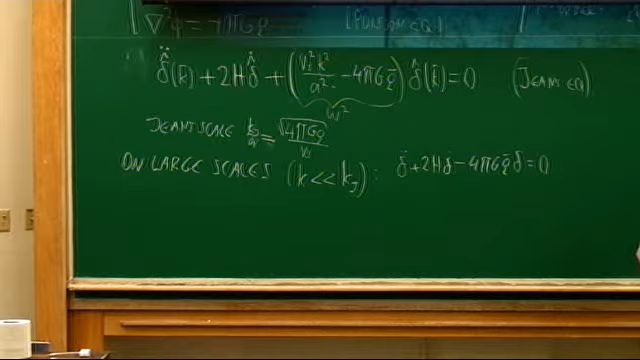 ∇²φ = 4πGρ (POISSON EQ)
δ̂̈(k̄) + 2Hδ̂̇ + (v_s²k²/a² - 4πGρ̄) δ̂(k̄) = 0 (JEANS EQ)
ω²
JEANS SCALE k_J/a = √(4πGρ̄)/v_s
ON LARGE SCALES (k << k_J): δ̈ + 2Hδ̇ - 4πGρ̄δ = 0